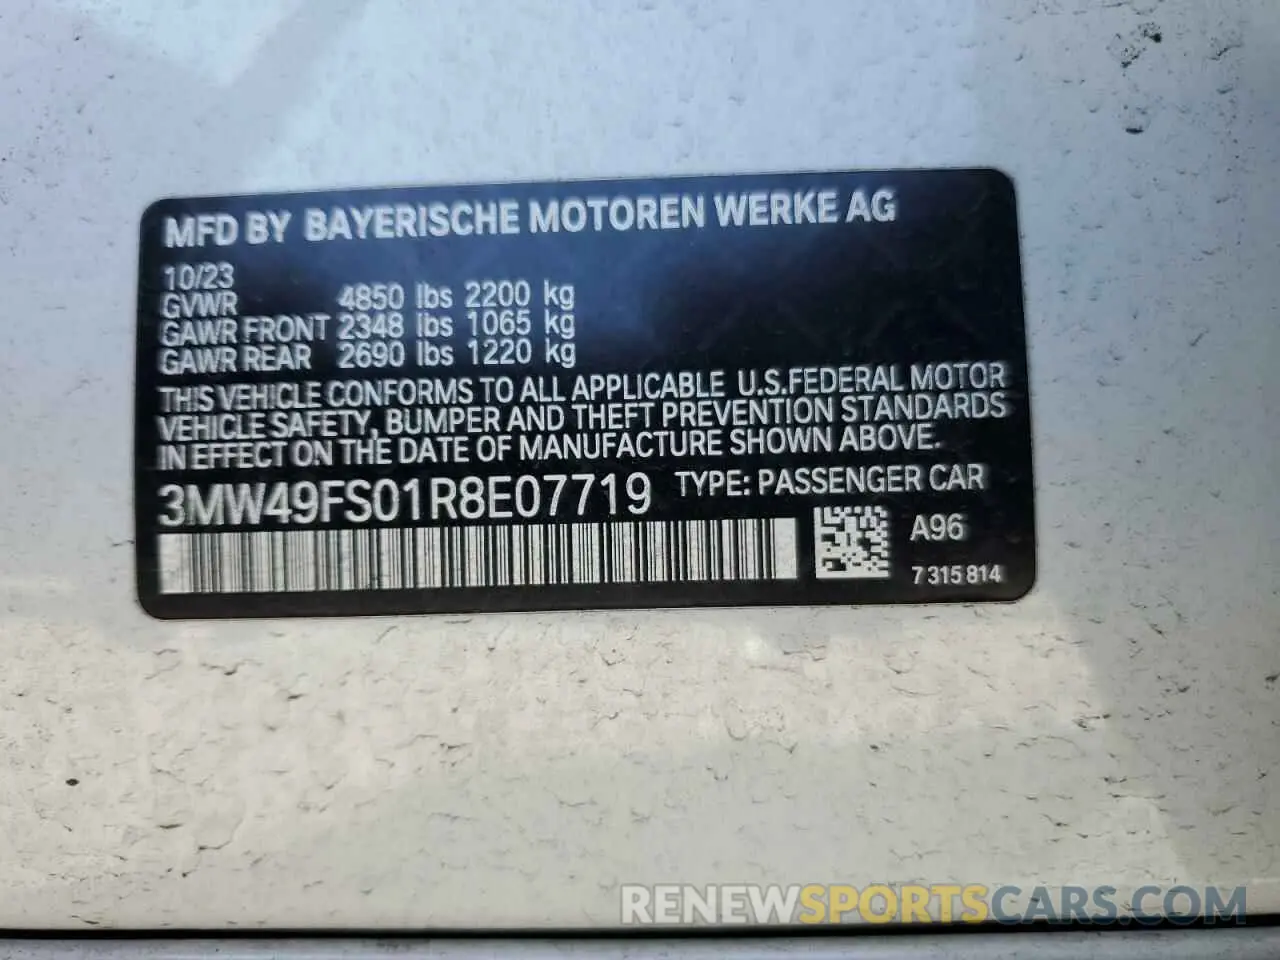 MFD BY BAYERISCHE MOTOREN WERKE AG
10/23
GVWR 4850 lbs 2200 kg
GAWR FRONT 2348 lbs 1065 kg
GAWR REAR 2690 lbs 1220 kg
THIS VEHICLE CONFORMS TO ALL APPLICABLE U.S.FEDERAL MOTOR
VEHICLE SAFETY, BUMPER AND THEFT PREVENTION STANDARDS
IN EFFECT ON THE DATE OF MANUFACTURE SHOWN ABOVE.
3MW49FS01R8E07719 TYPE: PASSENGER CAR
A96
7 315 814
RENEWSPORTSCARS.COM